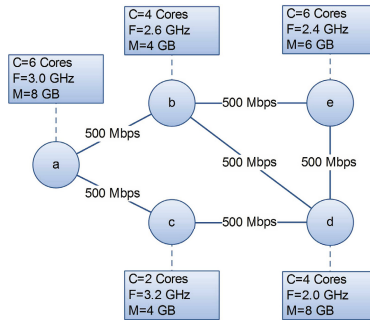 C=4 Cores
F=2.6 GHz
M=4 GB
C=6 Cores
F=2.4 GHz
M=6 GB
C=6 Cores
F=3.0 GHz
M=8 GB
b
500 Mbps
e
500 Mbps
a
500 Mbps
500 Mbps
500 Mbps
c
500 Mbps
d
C=2 Cores
F=3.2 GHz
M=4 GB
C=4 Cores
F=2.0 GHz
M=8 GB